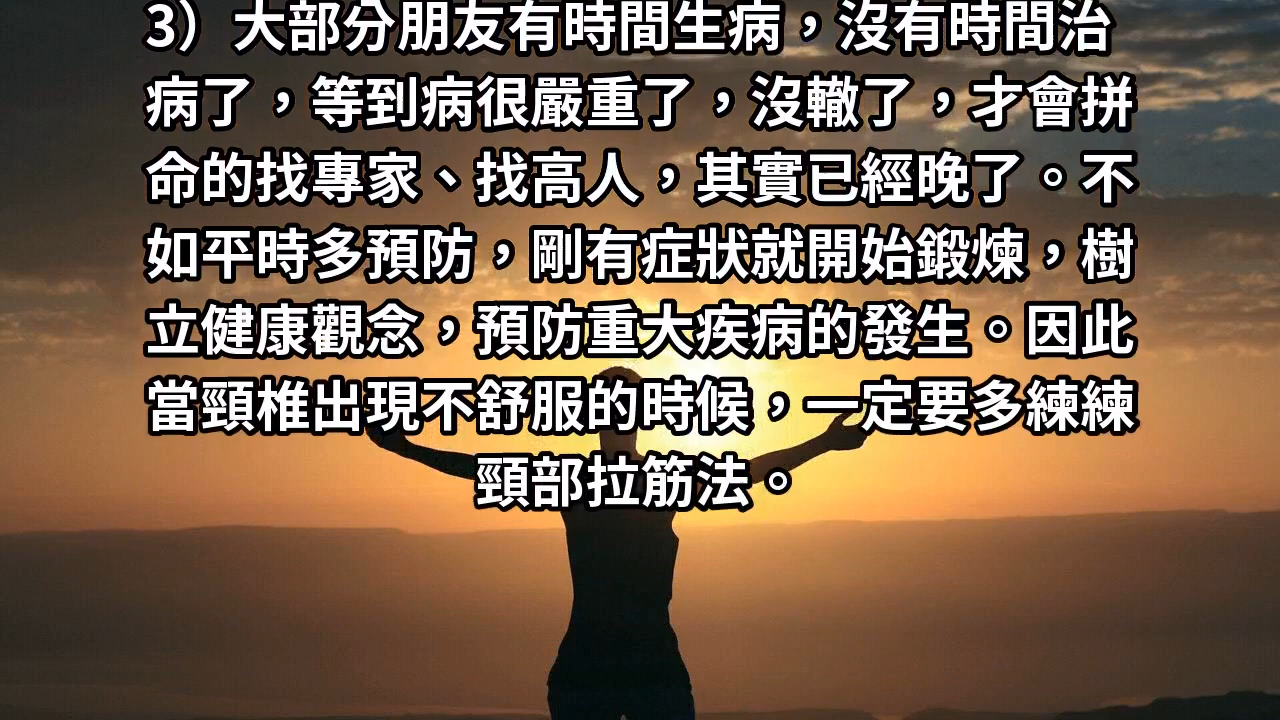 3）大部分朋友有時間生病，沒有時間治
病了，等到病很嚴重了，沒轍了，才會拼
命的找專家、找高人，其實已經晚了。不
如平時多預防，剛有症狀就開始鍛煉，樹
立健康觀念，預防重大疾病的發生。因此
當頸椎出現不舒服的時候，一定要多練練
頸部拉筋法。